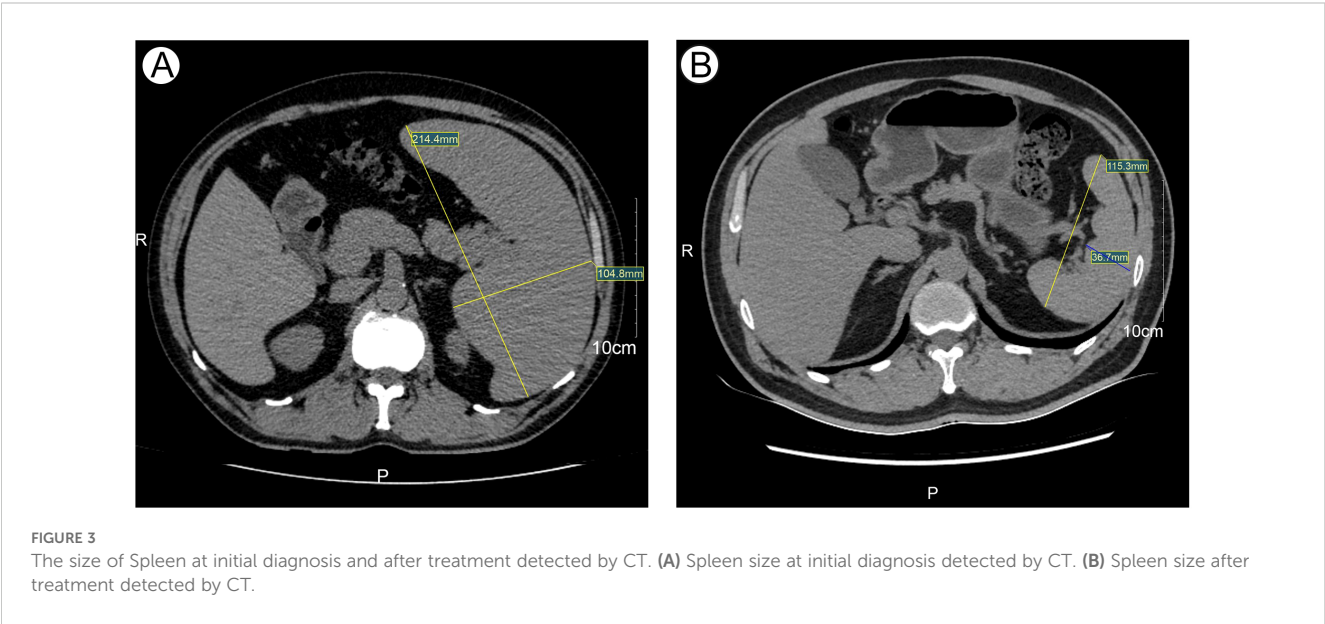 A
214.4mm
R
104.8mm
10cm
P
B
115.3mm
R
36.7mm
10cm
P
FIGURE 3
The size of Spleen at initial diagnosis and after treatment detected by CT. (A) Spleen size at initial diagnosis detected by CT. (B) Spleen size after
treatment detected by CT.